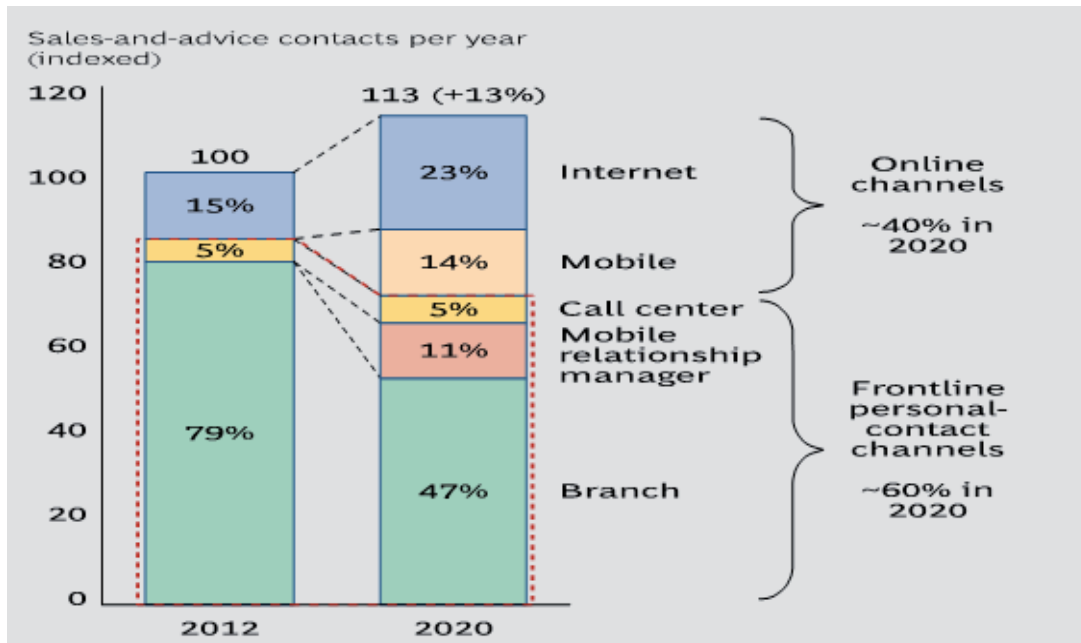 Sales-and-advice contacts per year
(indexed)
120
100
80
60
40
20
0
100
15%
5%
79%
2012
113 (+13%)
23%
14%
5%
11%
47%
2020
Internet
Mobile
Call center
Mobile
relationship
manager
Branch
Online
channels
~40% in
2020
Frontline
personal-
contact
channels
~60% in
2020